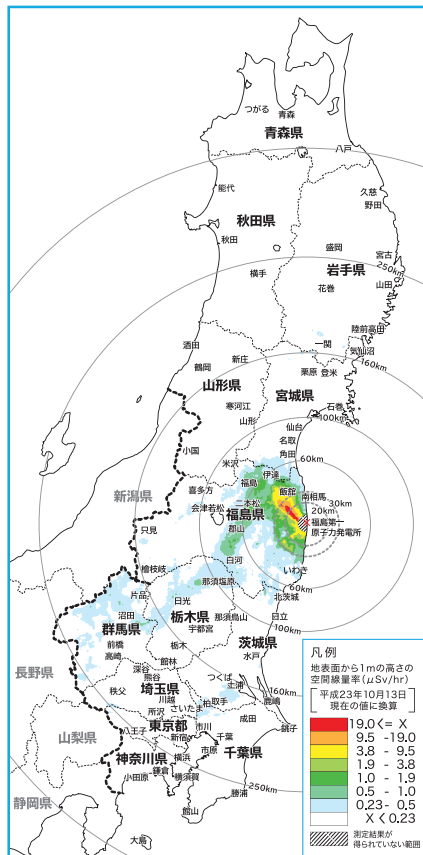 つがる
青森
青森県
八戸
能代
久慈
野田
秋田県
秋田
盛岡
宮古
岩手県
250km
横手
花巻
山田
陸前高田
一関
気仙沼
酒田
新庄
160km
鶴岡
栗原 登米
山形県
宮城県
寒河江
石巻
山形
100km
仙台
名取
小国
角田
60km
米沢
伊達
新潟県
喜多方
福島
飯舘
南相馬
30km
二本松
20km
会津若松
福島県
福島第一
原子力発電所
只見
郡山
白河
檜枝岐
いわき
那須塩原
60km
片品
北茨城
日光
沼田
栃木県
那須烏山
日立
群馬県
宇都宮
100km
前橋
栃木
茨城県
高崎
水戸
館林
長野県
深谷
熊谷
つくば
埼玉県
土浦
160km
秩父
川越
柏 取手
鹿嶋
所沢
さいたま
成田
東京都
市川
銚子
八王子
新宿
千葉
山梨県
市原
千葉県
神奈川県
横浜
鎌倉
小田原
横須賀
250km
静岡県
勝浦
館山
大島
凡例
地表面から1mの高さの
空間線量率(μSv/hr)
平成23年10月13日
現在の値に換算
19.0<= X
9.5 -19.0
3.8 - 9.5
1.9 - 3.8
1.0 - 1.9
0.5 - 1.0
0.23- 0.5
X < 0.23
測定結果が
得られていない範囲